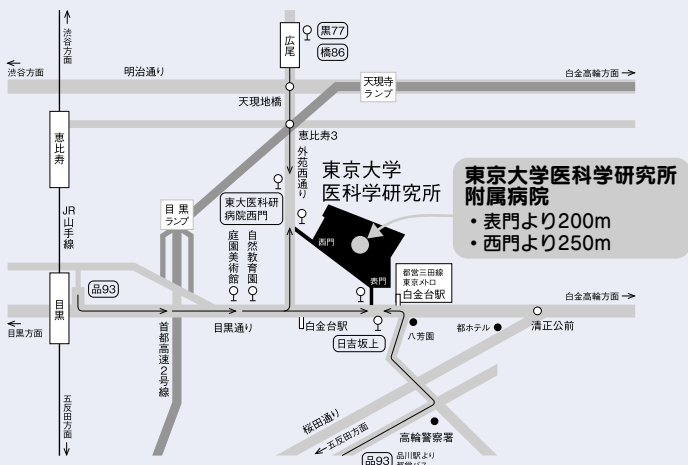 渋谷方面
渋谷方面
明治通り
広尾
黒77
橋86
天現寺
ランプ
白金高輪方面
天現地橋
恵比寿
恵比寿3
外苑西通り
東京大学
医科学研究所
東京大学医科学研究所
附属病院
・表門より200m
・西門より250m
東大医科研
病院西門
目黒
ランプ
JR山手線
庭園美術館
自然教育園
西門
表門
都営三田線
東京メトロ
白金台駅
品93
目黒
目黒方面
目黒通り
白金台駅
日吉坂上
八芳園
都ホテル
清正公前
白金高輪方面
首都高速2号線
桜田通り
五反田方面
五反田方面
高輪警察署
品93
品川駅より